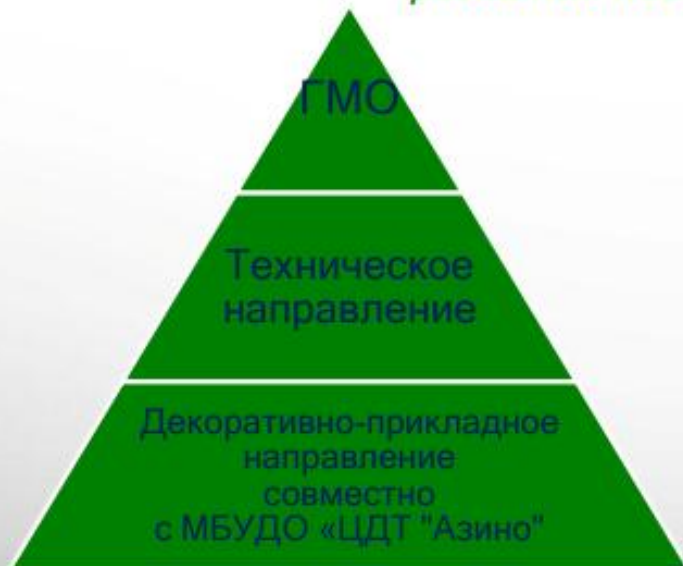 ГМО
Техническое
направление
Декоративно-прикладное
направление
совместно
с МБУДО «ЦДТ "Азино"